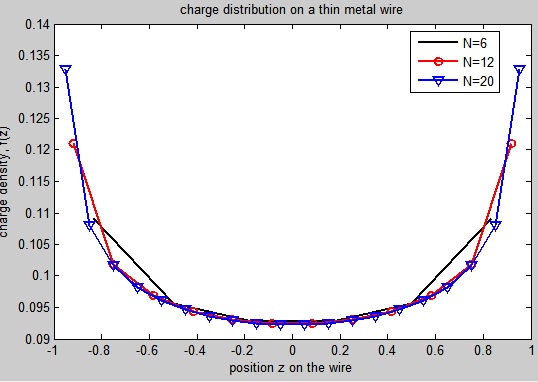 charge distribution on a thin metal wire
0.14
0.135
0.13
0.125
0.12
0.115
0.11
0.105
0.1
0.095
0.09
charge density, f(z)
N=6
N=12
N=20
-1 -0.8 -0.6 -0.4 -0.2 0 0.2 0.4 0.6 0.8 1
position z on the wire